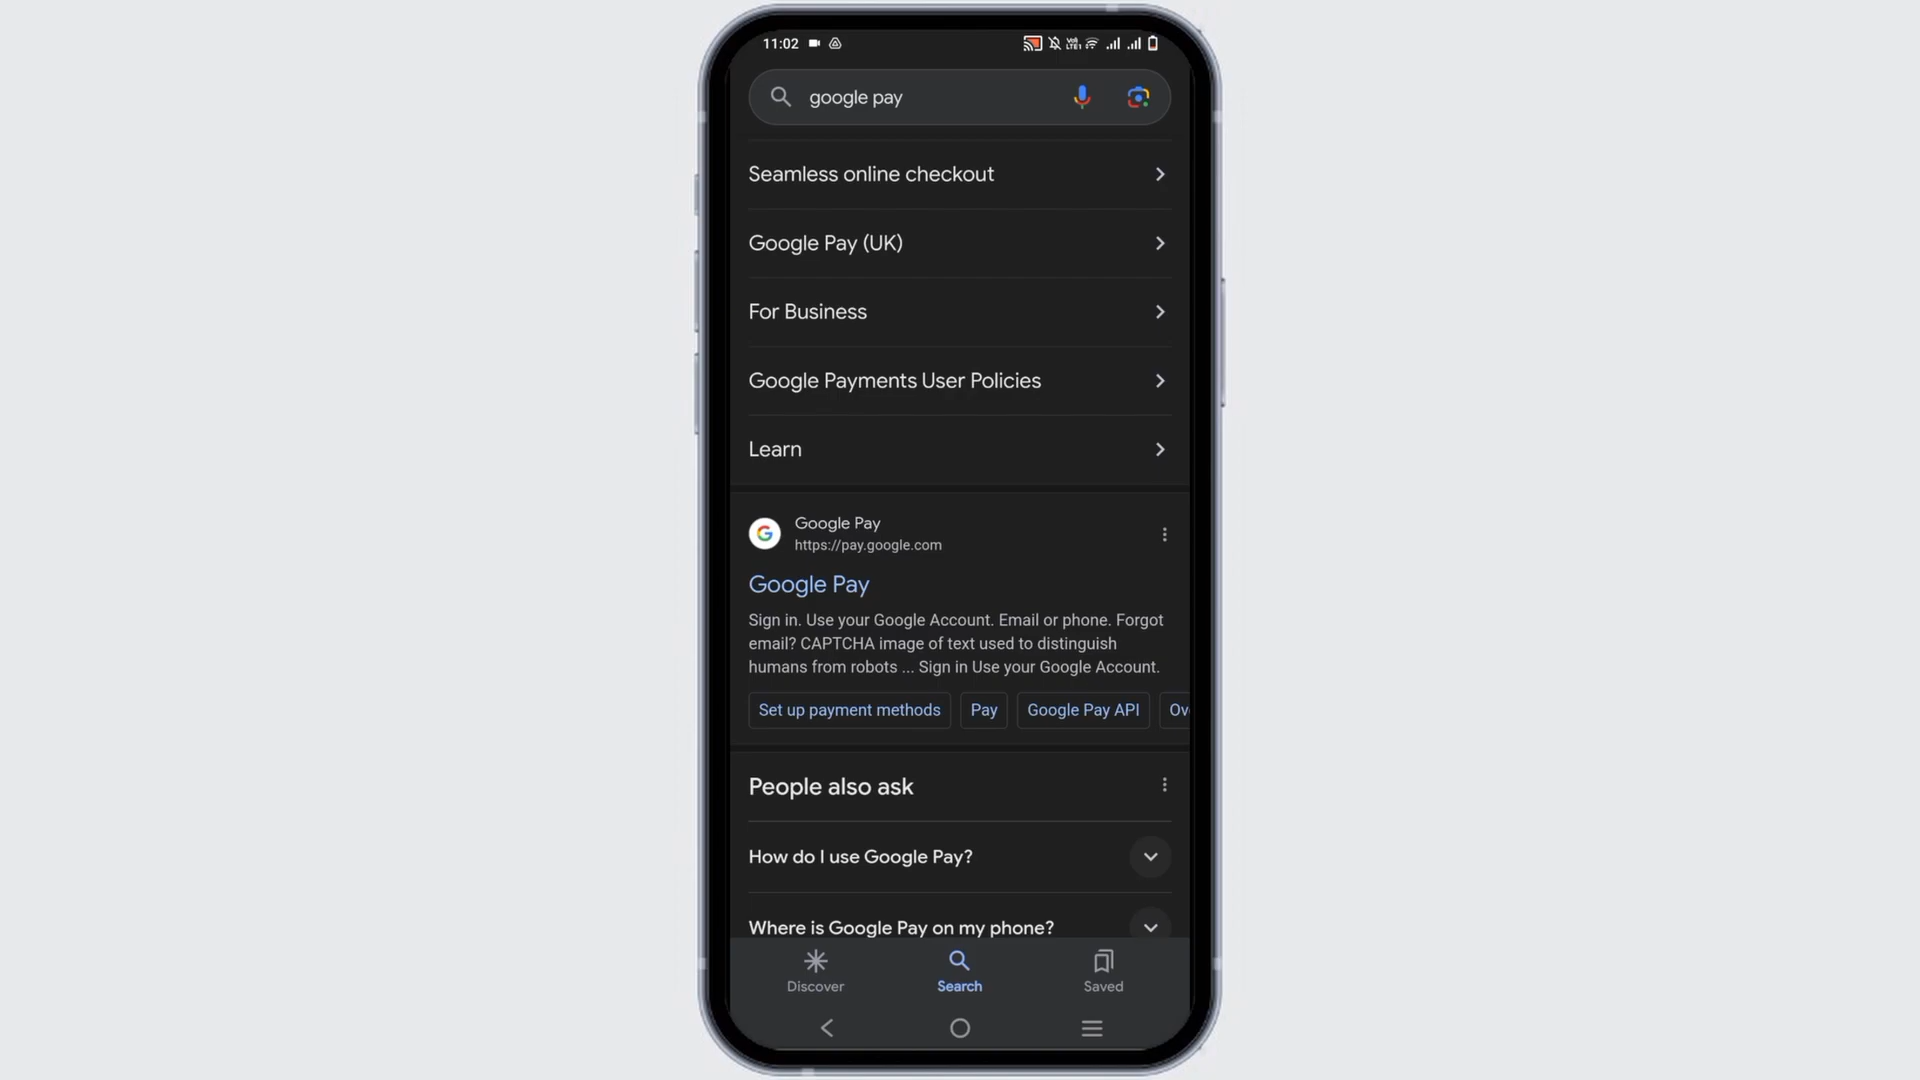 11:02
google pay
Seamless online checkout
Google Pay (UK)
For Business
Google Payments User Policies
Learn
Google Pay
https://pay.google.com
Google Pay
Sign in. Use your Google Account. Email or phone. Forgot
email? CAPTCHA image of text used to distinguish
humans from robots ... Sign in Use your Google Account.
Set up payment methods Pay Google Pay API Ov
People also ask
How do I use Google Pay?
Where is Google Pay on my phone?
Discover Search Saved